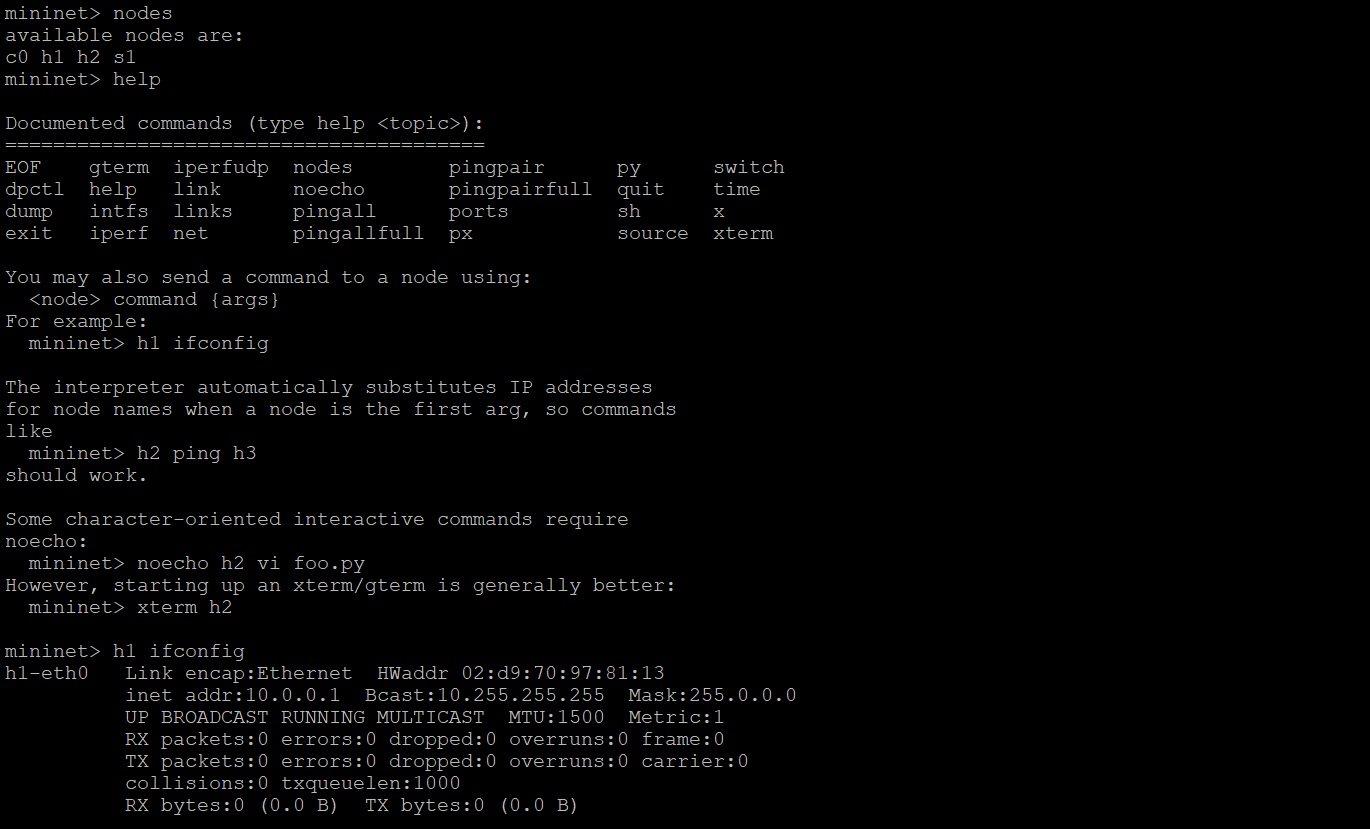 mininet> nodes
available nodes are:
c0 h1 h2 s1
mininet> help

Documented commands (type help <topic>):
========================================
EOF    gterm  iperfudp  nodes        pingpair      py      switch
dpctl  help   link      noecho       pingpairfull  quit    time
dump   intfs  links     pingall      ports         sh      x
exit   iperf  net       pingallfull  px            source  xterm

You may also send a command to a node using:
  <node> command {args}
For example:
  mininet> h1 ifconfig

The interpreter automatically substitutes IP addresses
for node names when a node is the first arg, so commands
like
  mininet> h2 ping h3
should work.

Some character-oriented interactive commands require
noecho:
  mininet> noecho h2 vi foo.py
However, starting up an xterm/gterm is generally better:
  mininet> xterm h2

mininet> h1 ifconfig
h1-eth0   Link encap:Ethernet  HWaddr 02:d9:70:97:81:13
          inet addr:10.0.0.1  Bcast:10.255.255.255  Mask:255.0.0.0
          UP BROADCAST RUNNING MULTICAST  MTU:1500  Metric:1
          RX packets:0 errors:0 dropped:0 overruns:0 frame:0
          TX packets:0 errors:0 dropped:0 overruns:0 carrier:0
          collisions:0 txqueuelen:1000
          RX bytes:0 (0.0 B)  TX bytes:0 (0.0 B)